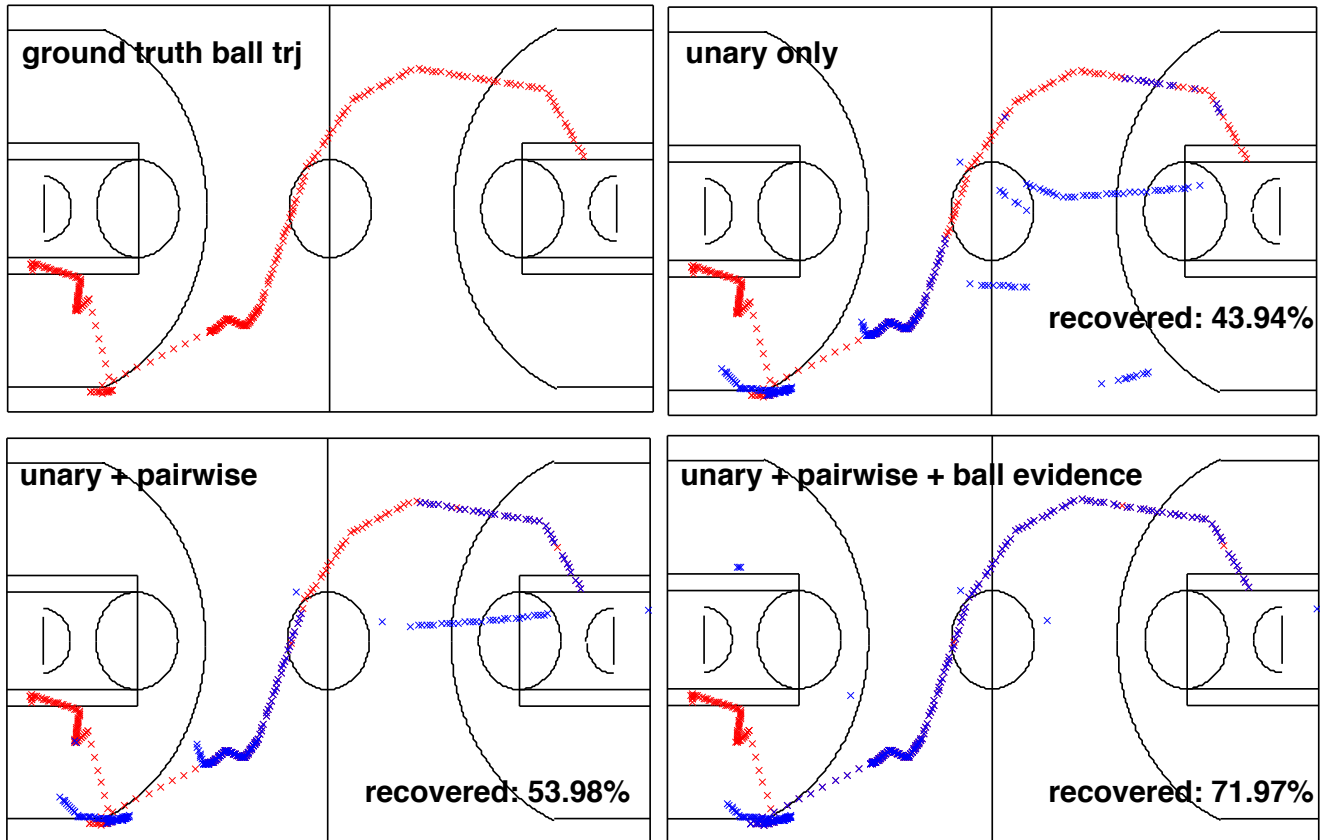 ground truth ball trj
unary only
recovered: 43.94%
unary + pairwise
recovered: 53.98%
unary + pairwise + ball evidence
recovered: 71.97%